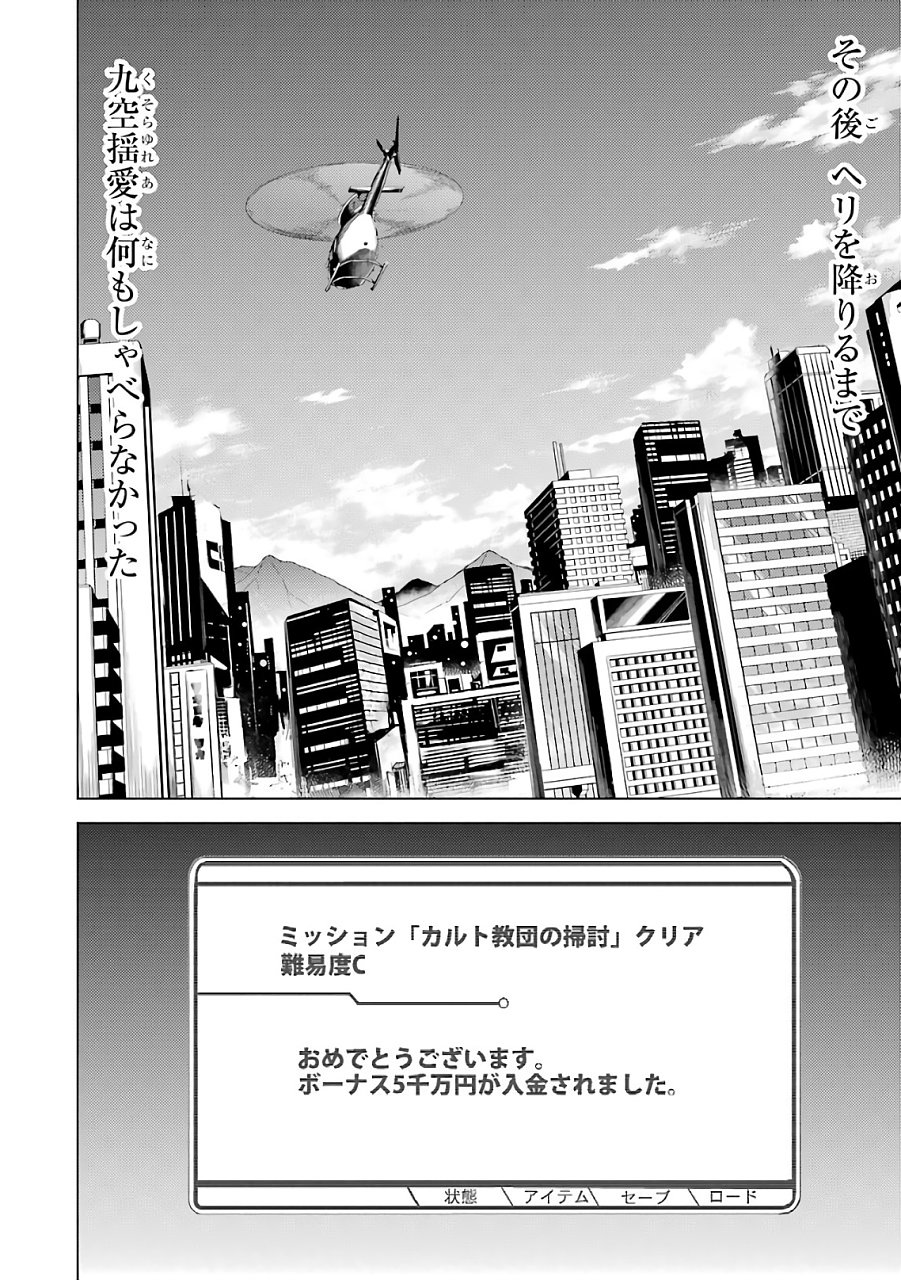 その後 ヘリを降りるまで
九空揺愛は何もしゃべらなかった
ミッション「カルト教団の掃討」クリア
難易度C
おめでとうございます。
ボーナス5千万円が入金されました。
状態 アイテム セーブ ロード